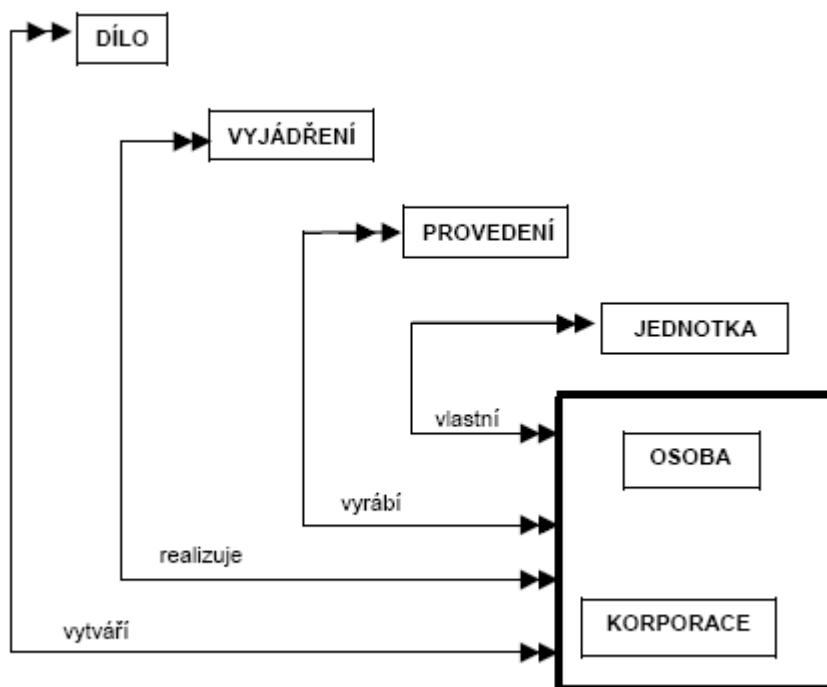 DÍLO
VYJÁDŘENÍ
PROVEDENÍ
JEDNOTKA
vlastní
OSOBA
vyrábí
realizuje
KORPORACE
vytváří